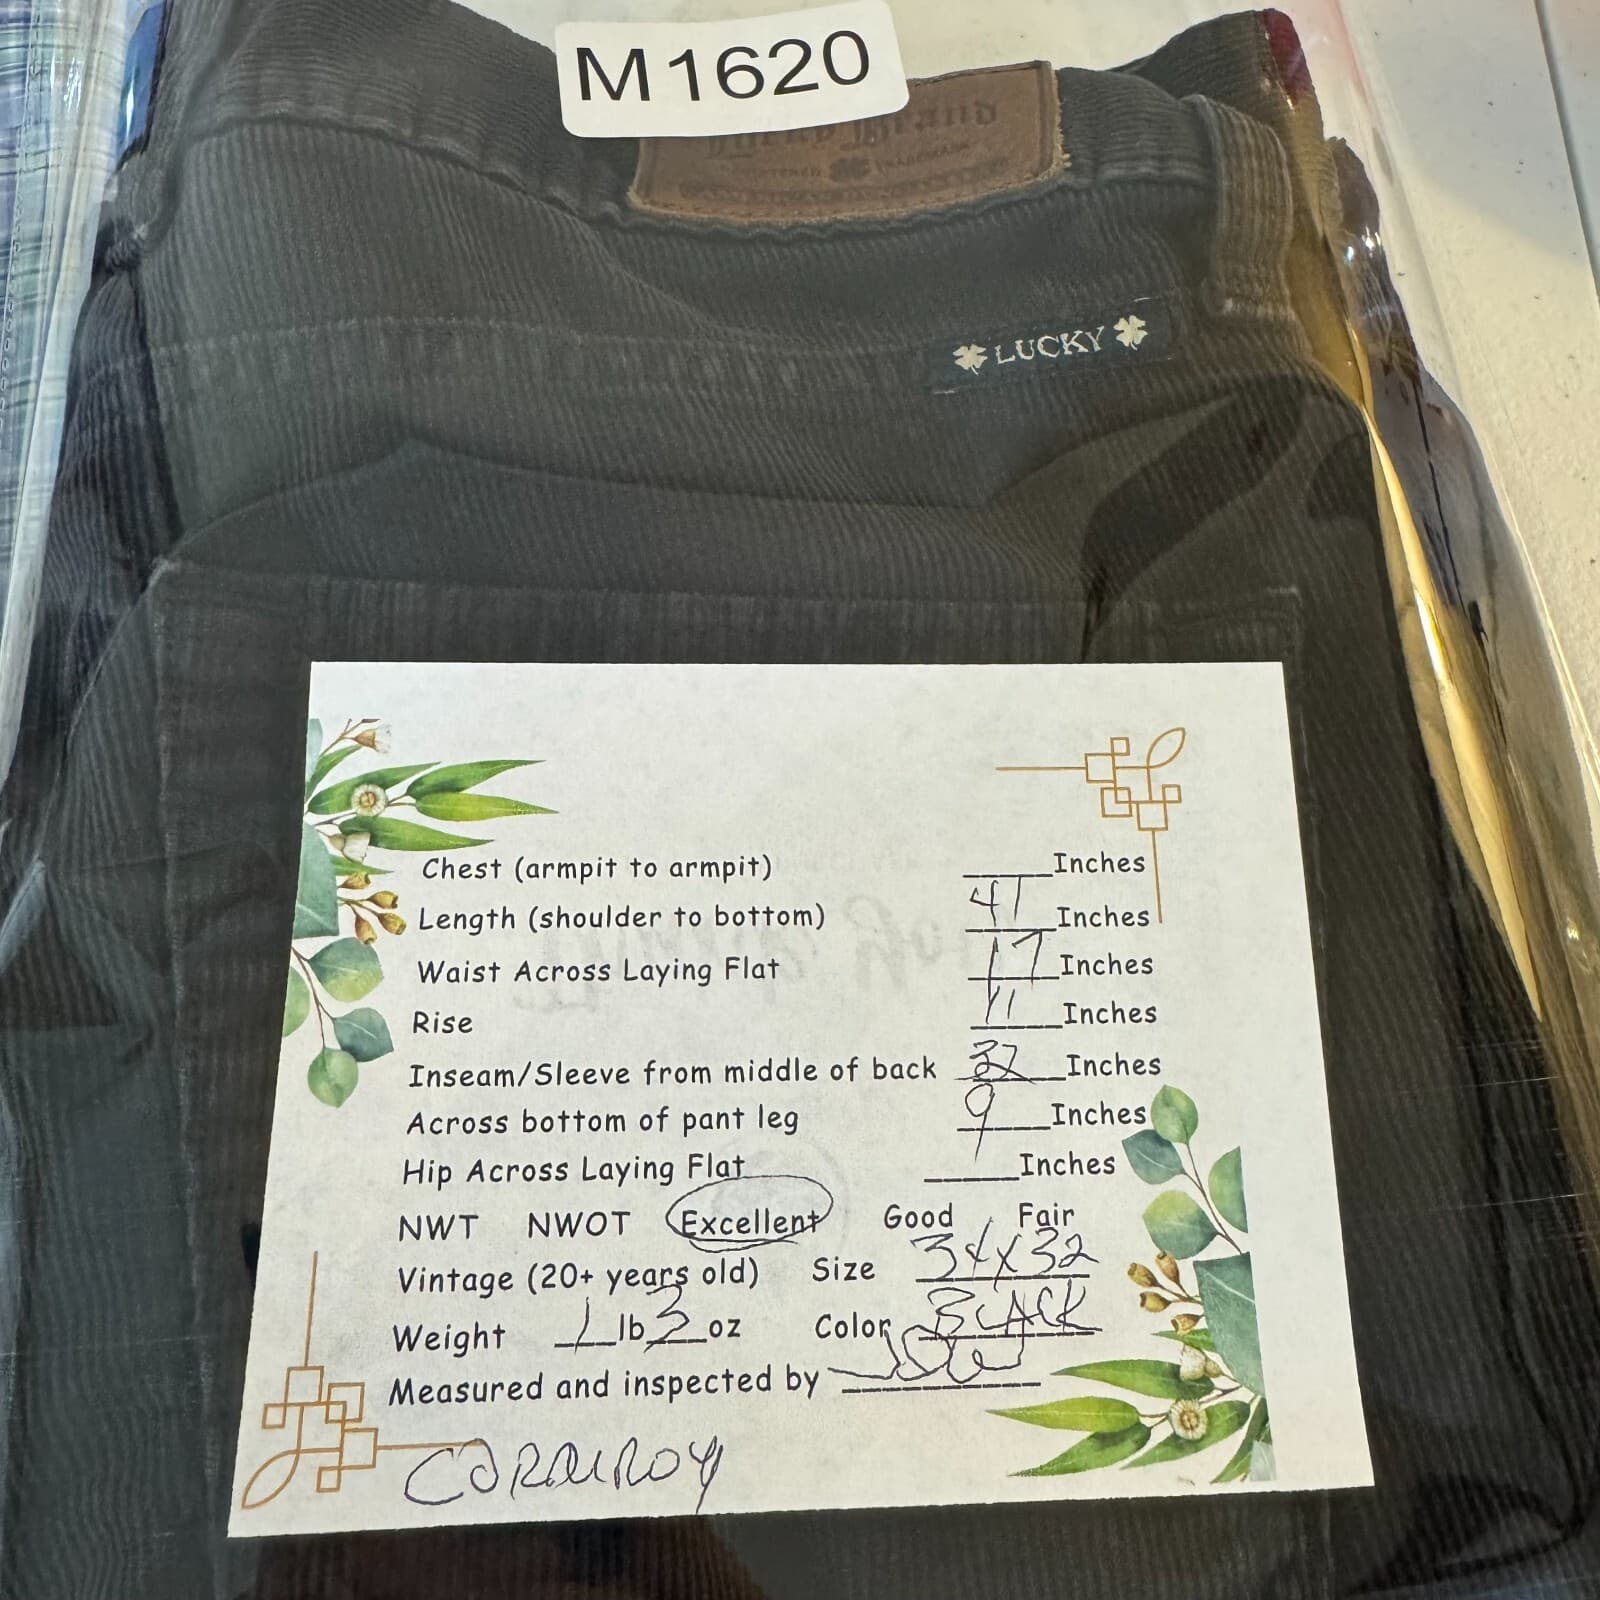 M1620
Lucky Brand
TRADEMARK
LUCKY
Chest (armpit to armpit) ____Inches
Length (shoulder to bottom) 41 Inches
Waist Across Laying Flat 17 Inches
Rise 11 Inches
Inseam/Sleeve from middle of back 32 Inches
Across bottom of pant leg 9 Inches
Hip Across Laying Flat ____Inches
NWT NWOT Excellent Good Fair
Vintage (20+ years old) Size 34x32
Weight 1 lb 3 oz Color BLACK
Measured and inspected by
CORDUROY